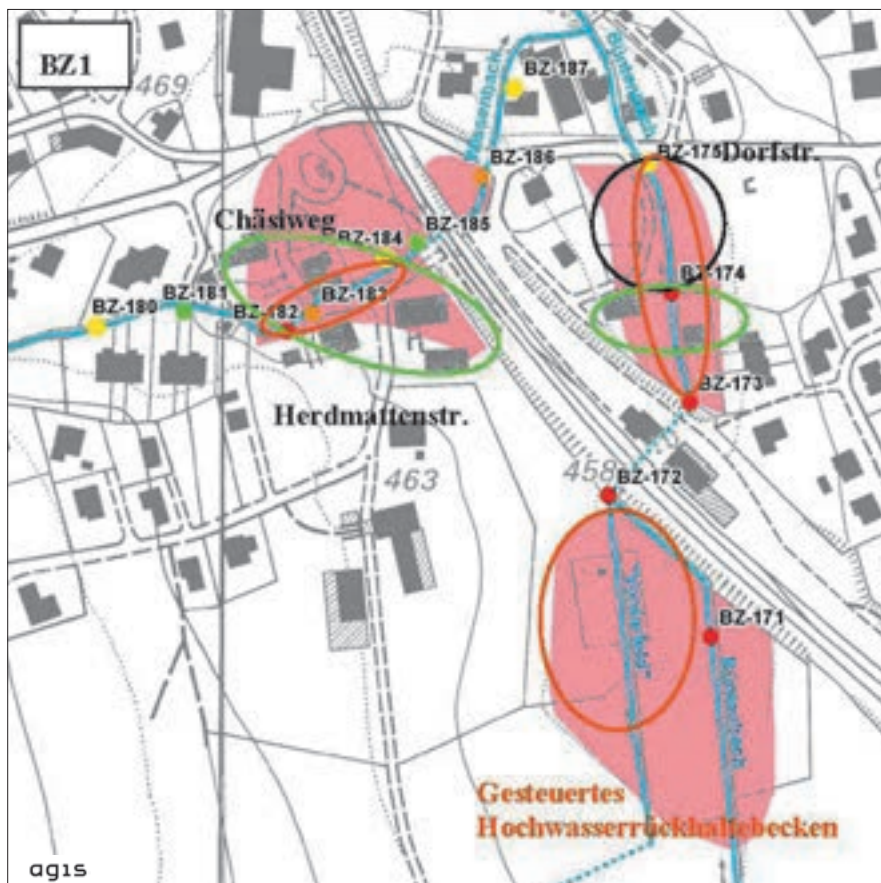 BZ1
469
BZ-187
BZ-175
Dorfstr.
BZ-186
Chäsiweg
BZ-184
BZ-185
BZ-174
BZ-180
BZ-181
BZ-182
BZ-183
BZ-173
Herdmattenstr.
463
458
BZ-172
BZ-171
Gesteuertes
Hochwasserrückhaltebecken
agis